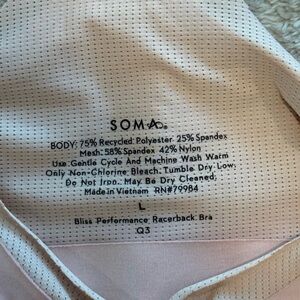 SOMA®
BODY: 75% Recycled Polyester 25% Spandex
Mesh: 58% Spandex 42% Nylon
Use Gentle Cycle And Machine Wash Warm
Only Non-Chlorine Bleach. Tumble Dry Low.
Do Not Iron. May Be Dry Cleaned.
Made in Vietnam RN#79984
L
Bliss Performance Racerback Bra
Q3